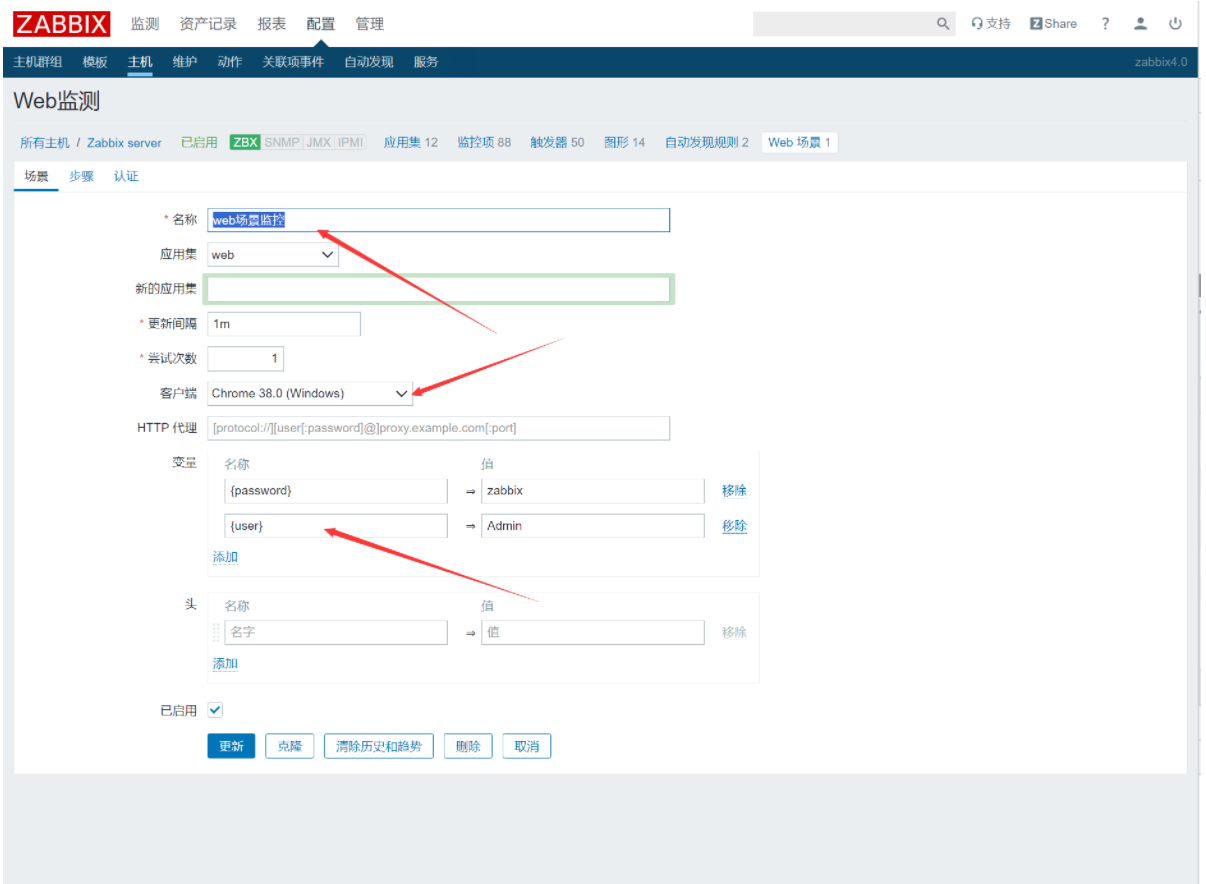 ZABBIX 监测 资产记录 报表 配置 管理 支持 Z Share ?
主机群组 模板 主机 维护 动作 关联项事件 自动发现 服务 zabbix4.0
Web监测
所有主机 / Zabbix server 已启用 ZBX SNMP JMX IPMI 应用集 12 监控项 88 触发器 50 图形 14 自动发现规则 2 Web 场景 1
场景 步骤 认证
* 名称 web场景监控
应用集 web
新的应用集
* 更新间隔 1m
* 尝试次数 1
客户端 Chrome 38.0 (Windows)
HTTP 代理 [protocol://][user[:password]@]proxy.example.com[:port]
变量 名称 值
{password} ⇒ zabbix 移除
{user} ⇒ Admin 移除
添加
头 名称 值
名字 ⇒ 值 移除
添加
已启用
更新 克隆 清除历史和趋势 删除 取消